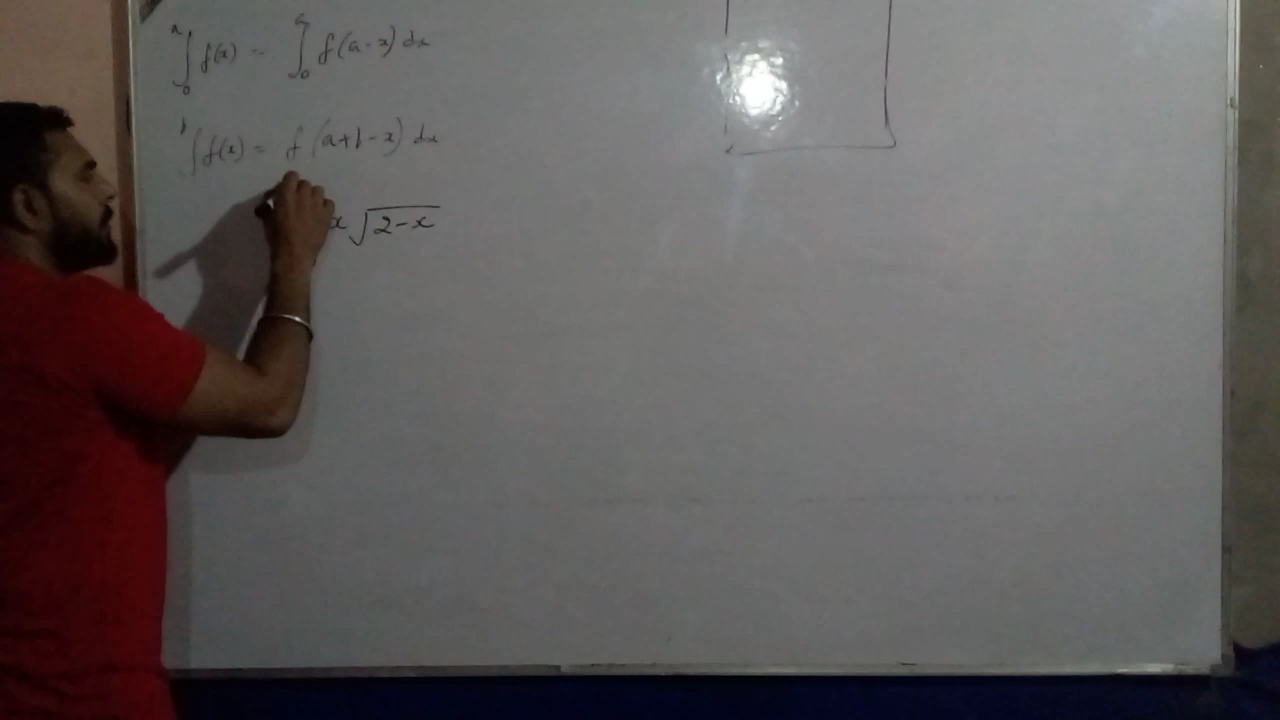 ∫₀ᵃ f(x) = ∫₀ᵃ f(a-x) dx
ᵇ∫ f(x) = f (a+b-x) dx
x √(2-x)